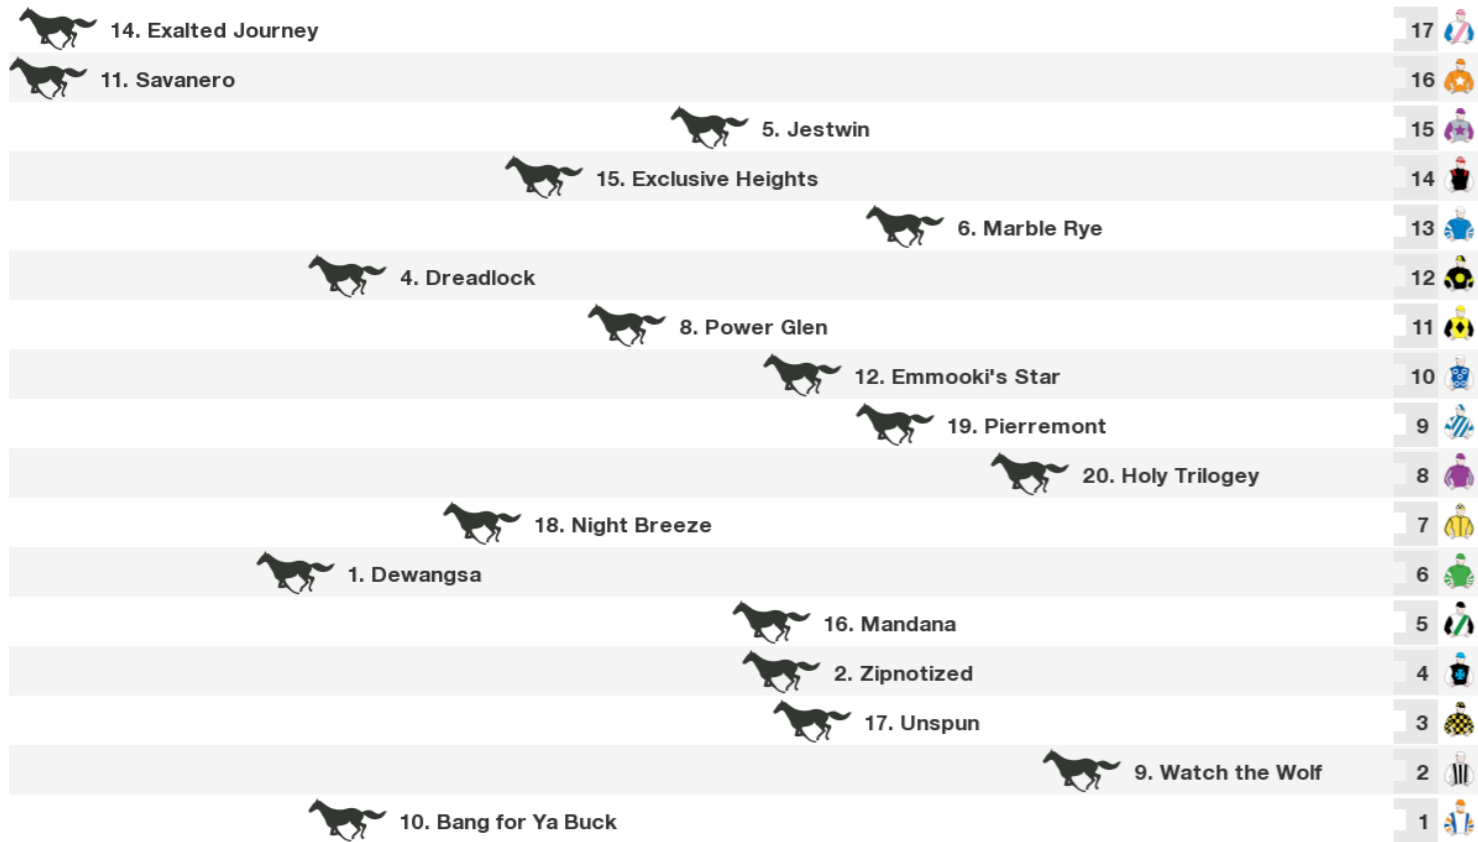 14. Exalted Journey 17
11. Savanero 16
5. Jestwin 15
15. Exclusive Heights 14
6. Marble Rye 13
4. Dreadlock 12
8. Power Glen 11
12. Emmooki's Star 10
19. Pierremont 9
20. Holy Trilogey 8
18. Night Breeze 7
1. Dewangsa 6
16. Mandana 5
2. Zipnotized 4
17. Unspun 3
9. Watch the Wolf 2
10. Bang for Ya Buck 1